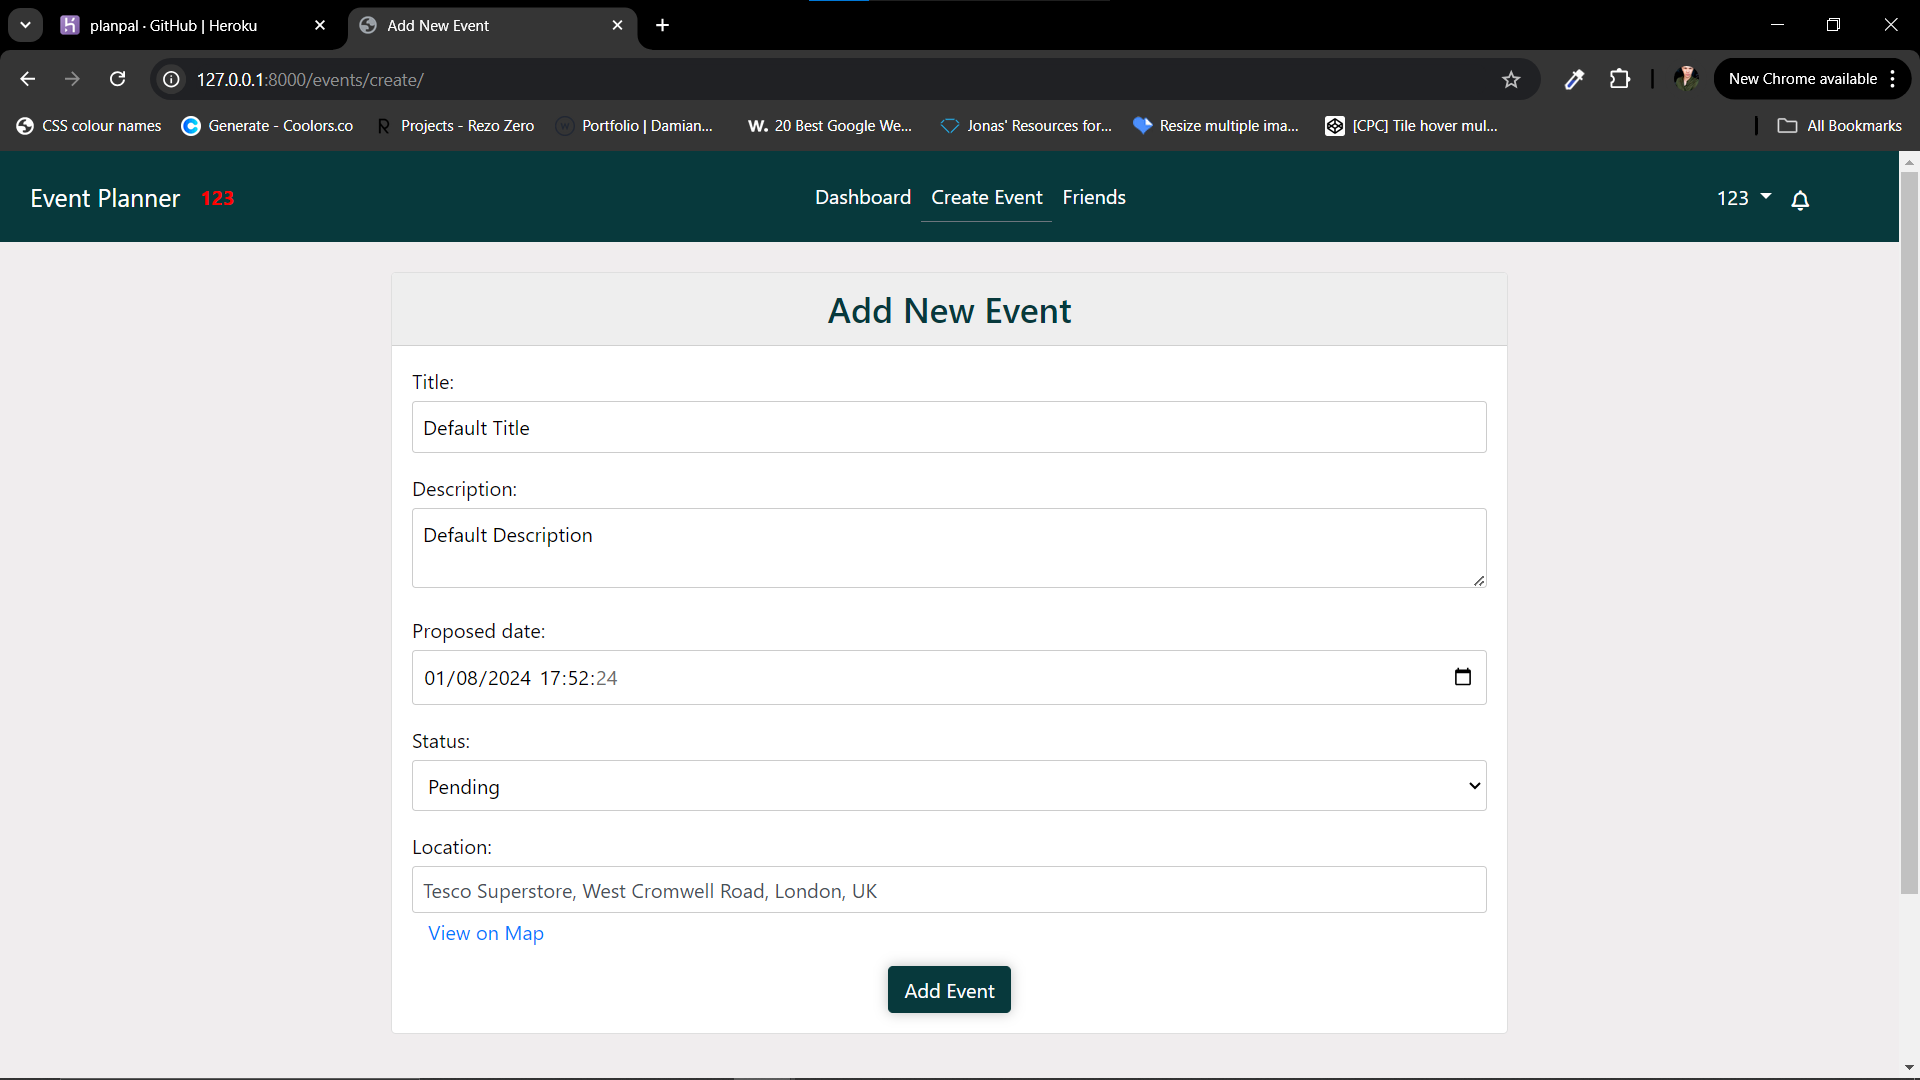 planpal · GitHub | Heroku
Add New Event
127.0.0.1:8000/events/create/
New Chrome available
CSS colour names
Generate - Coolors.co
Projects - Rezo Zero
Portfolio | Damian...
20 Best Google We...
Jonas' Resources for...
Resize multiple ima...
[CPC] Tile hover mul...
All Bookmarks
Event Planner 123
Dashboard
Create Event
Friends
123
Add New Event
Title:
Default Title
Description:
Default Description
Proposed date:
01/08/2024 17:52:24
Status:
Pending
Location:
Tesco Superstore, West Cromwell Road, London, UK
View on Map
Add Event